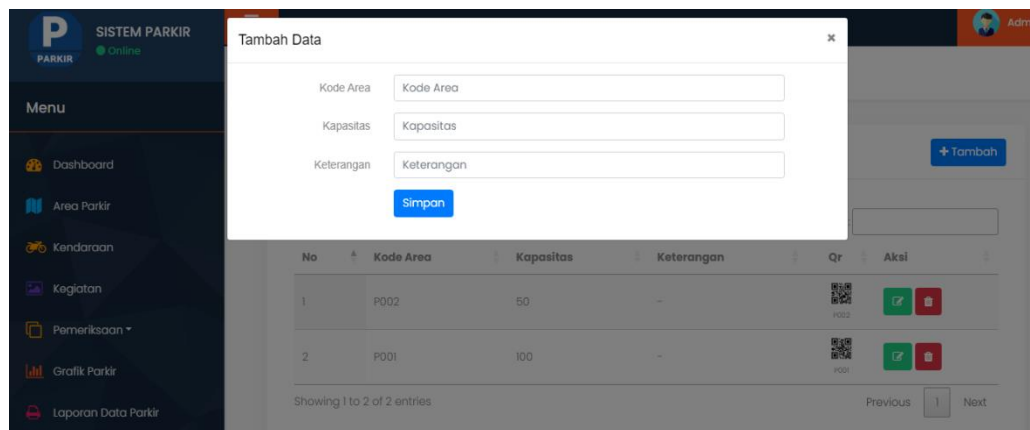 P
PARKIR
SISTEM PARKIR
Online
Menu
Dashboard
Area Parkir
Kendaraan
Kegiatan
Pemeriksaan
Grafik Parkir
Laporan Data Parkir
Adm
Tambah Data
×
Kode Area
Kode Area
Kapasitas
Kapasitas
Keterangan
Keterangan
Simpan
+ Tambah
No Kode Area Kapasitas Keterangan Qr Aksi
1 P002 50 -
P002
2 P001 100 -
P001
Showing 1 to 2 of 2 entries
Previous 1 Next